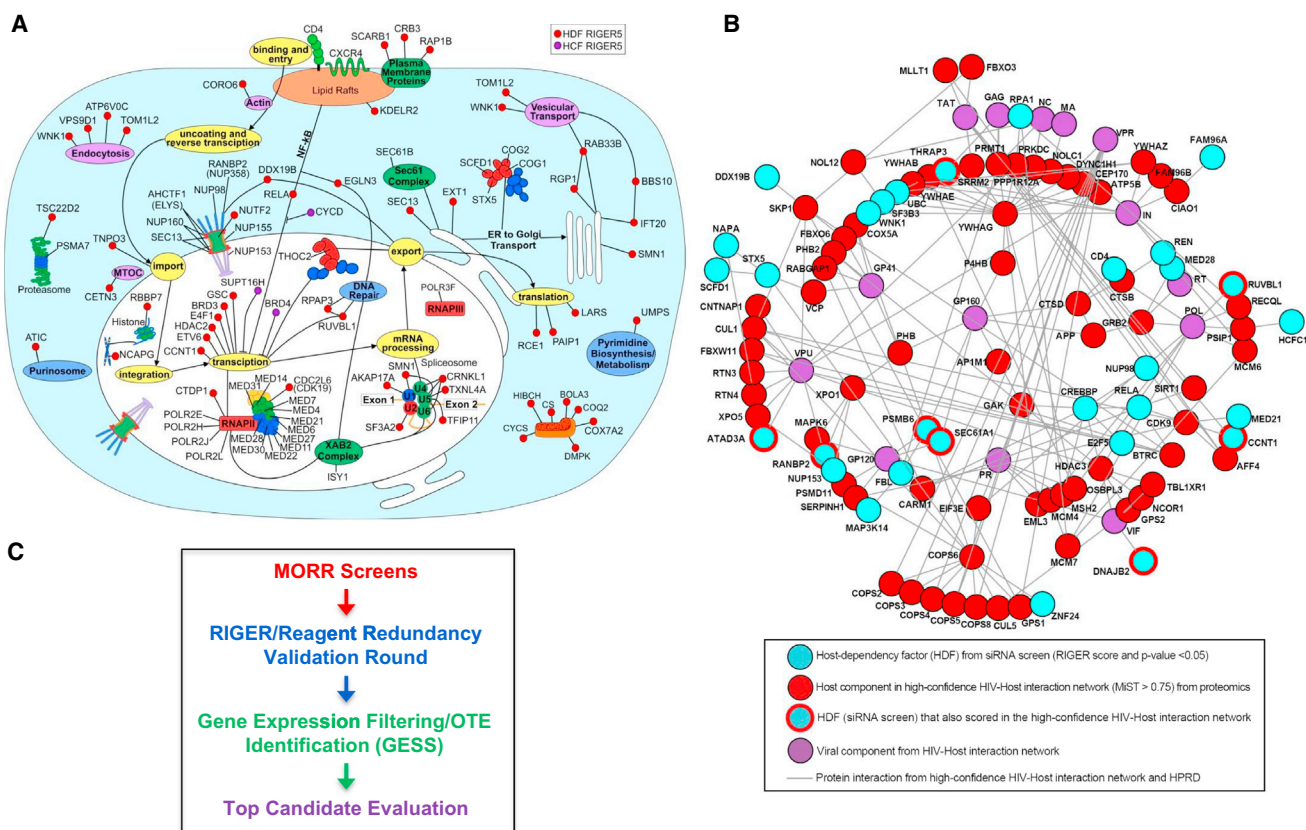 A
HDF RIGER5
HCF RIGER5
CD4
CXCR4
SCARB1
CRB3
RAP1B
binding and
entry
Plasma
Membrane
Proteins
Lipid Rafts
KDELR2
CORO6
Actin
ATP6V0C
VPS9D1
TOM1L2
WNK1
Endocytosis
uncoating and
reverse transciption
NF-kB
TOM1L2
WNK1
Vesicular
Transport
RAB33B
RGP1
BBS10
IFT20
SMN1
SEC61B
Sec61
Complex
COG2
SCFD1
COG1
STX5
EXT1
SEC13
ER to Golgi
Transport
RANBP2
(NUP358)
DDX19B
RELA
EGLN3
AHCTF1
(ELYS)
NUP98
NUP160
SEC13
NUTF2
NUP155
NUP153
CYCD
TSC22D2
PSMA7
Proteasome
TNPO3
MTOC
CETN3
import
THOC2
export
SUPT16H
GSC
BRD3
E4F1
HDAC2
ETV6
CCNT1
BRD4
RPAP3
RUVBL1
DNA
Repair
POLR3F
RNAPIII
translation
LARS
RCE1
PAIP1
UMPS
Pyrimidine
Biosynthesis/
Metabolism
RBBP7
Histone
NCAPG
integration
transciption
mRNA
processing
ATIC
Purinosome
CTDP1
MED14
MED31
CDC2L6
(CDK19)
MED7
MED4
MED21
MED6
MED27
MED11
MED22
MED30
MED28
POLR2E
POLR2H
POLR2J
POLR2L
RNAPII
SMN1
Spliceosome
AKAP17A
CRNKL1
TXNL4A
U4
U1
U5
U2
U6
Exon 1
Exon 2
SF3A2
TFIP11
XAB2
Complex
ISY1
HIBCH
CS
BOLA3
COQ2
CYCS
COX7A2
DMPK
B
MLLT1
FBXO3
TAT
GAG
RPA1
NC
MA
VPR
FAM96A
NOL12
THRAP3
YWHAB
PRMT1
PRKDC
NOLC1
DYNC1H1
YWHAZ
CEP170
FAM96B
DDX19B
YWHAE
SRRM2
PPP1R12A
ATP5B
CIAO1
SKP1
UBC
SF3B3
WNK1
COX5A
YWHAG
IN
NAPA
FBXO6
PHB2
RABGAP1
GP41
P4HB
CD4
REN
MED28
STX5
SCFD1
VCP
CTSB
RT
RUVBL1
CNTNAP1
GP160
CTSD
RECQL
CUL1
GRB2
POL
FBXW11
VPU
PHB
APP
PSIP1
HCFC1
RTN3
AP1M1
NUP98
MCM6
RTN4
XPO1
CREBBP
RELA
SIRT1
XPO5
GAK
MED21
ATAD3A
MAPK6
PSMB6
SEC61A1
CDK9
CCNT1
RANBP2
GP120
E2F5
BTRC
AFF4
NUP153
FBL
PR
HDAC3
PSMD11
OSBPL3
TBL1XR1
SERPINH1
CARM1
MSH2
NCOR1
MAP3K14
EIF3E
EML3
MCM4
GPS2
VIF
COPS6
MCM7
DNAJB2
COPS2
COPS3
COPS4
COPS5
COPS8
CUL5
GPS1
ZNF24
Host-dependency factor (HDF) from siRNA screen (RIGER score and p-value <0.05)
Host component in high-confidence HIV-Host interaction network (MiST > 0.75) from proteomics
HDF (siRNA screen) that also scored in the high-confidence HIV-Host interaction network
Viral component from HIV-Host interaction network
Protein interaction from high-confidence HIV-Host interaction network and HPRD
C
MORR Screens
RIGER/Reagent Redundancy
Validation Round
Gene Expression Filtering/OTE
Identification (GESS)
Top Candidate Evaluation